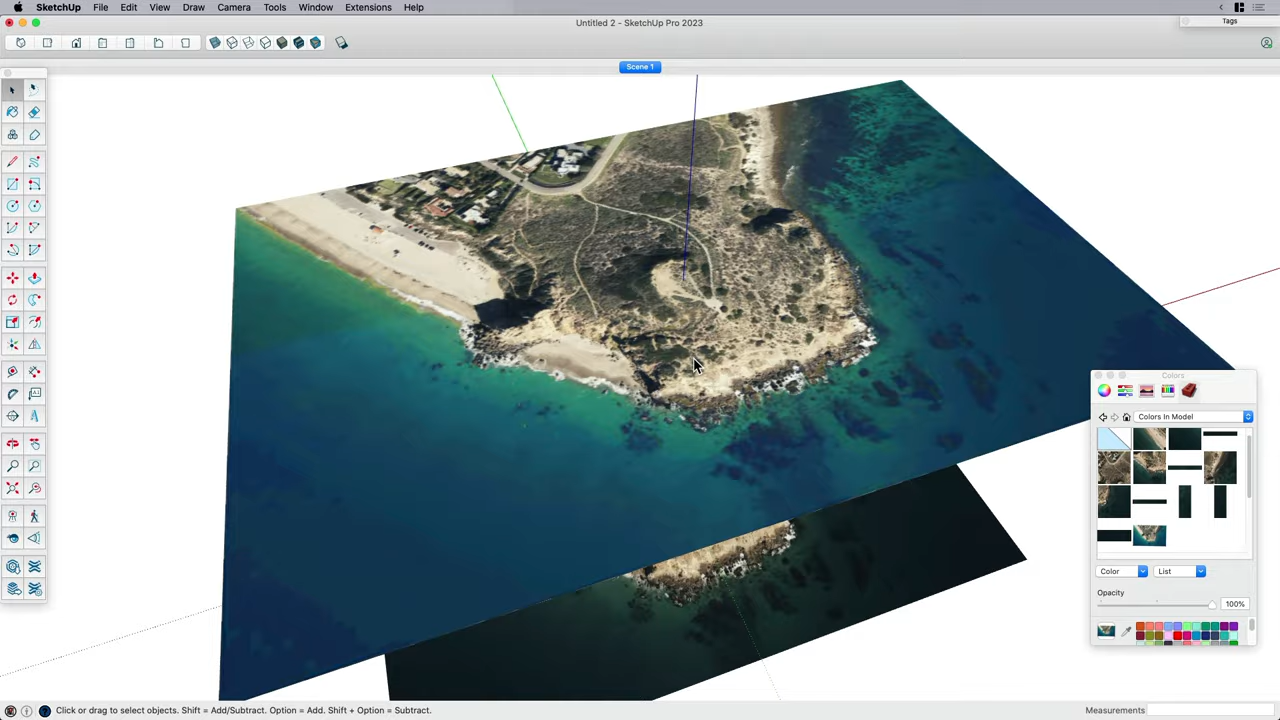 SketchUp File Edit View Draw Camera Tools Window Extensions Help
Untitled 2 - SketchUp Pro 2023
Tags
Scene 1
Colors
Colors In Model
Color
List
Opacity
100%
Click or drag to select objects. Shift = Add/Subtract. Option = Add. Shift + Option = Subtract.
Measurements